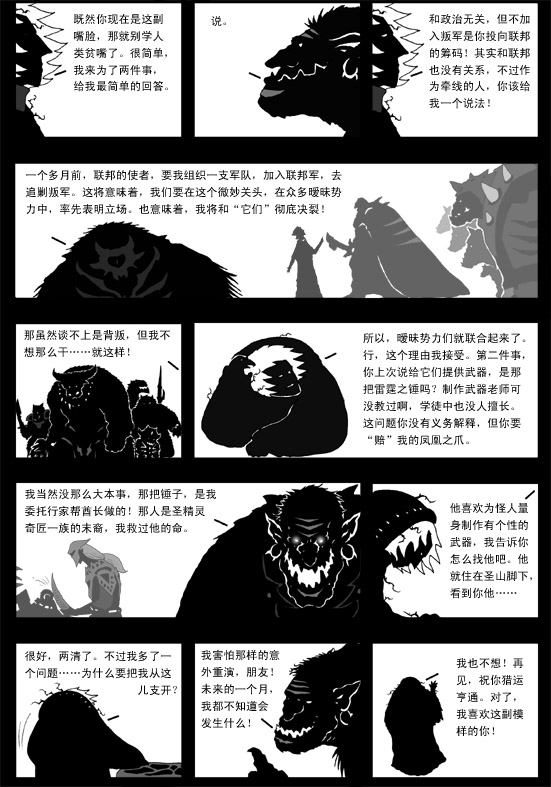 既然你现在是这副
嘴脸，那就别学人
类贫嘴了。很简单，
我来为了两件事，
给我最简单的回答。
说。
和政治无关，但不加
入叛军是你投向联邦
的筹码！其实和联邦
也没有关系，不过作
为牵线的人，你该给
我一个说法！
一个多月前，联邦的使者，要我组织一支军队，加入联邦军，去
追剿叛军。这将意味着，我们要在这个微妙关头，在众多暧昧势
力中，率先表明立场。也意味着，我将和“它们”彻底决裂！
那虽然谈不上是背叛，但我不
想那么干……就这样！
所以，暧昧势力们就联合起来了。
行，这个理由我接受。第二件事，
你上次说给它们提供武器，是那
把雷霆之锤吗？制作武器老师可
没教过啊，学徒中也没人擅长。
这问题你没有义务解释，但你要
“赔”我的凤凰之爪。
我当然没那么大本事，那把锤子，是我
委托行家帮酋长做的！那人是圣精灵
奇匠一族的末裔，我救过他的命。
他喜欢为怪人量
身制作有个性的
武器，我告诉你
怎么找他吧。他
就住在圣山脚下，
看到你他……
很好，两清了。不过我多了一
个问题……为什么要把我从这
儿支开？
我害怕那样的意
外重演，朋友！
未来的一个月，
我都不知道会
发生什么！
我也不想！再
见，祝你猎运
亨通。对了，
我喜欢这副模
样的你！